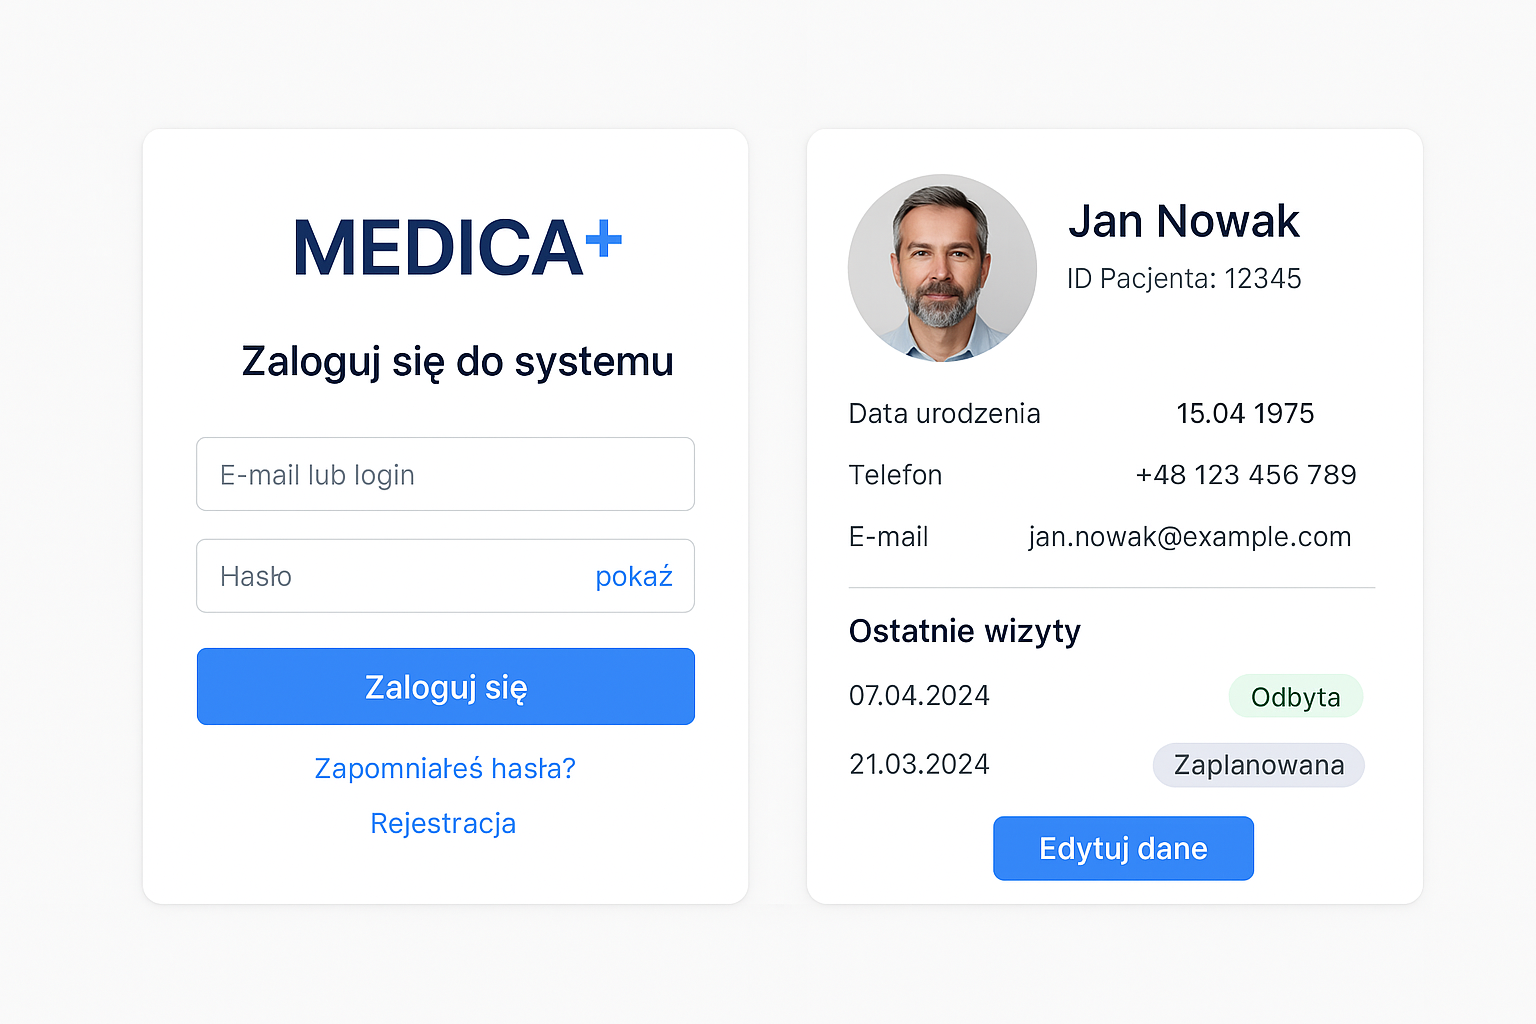 MEDICA+
Zaloguj się do systemu
E-mail lub login
Hasło pokaź
Zaloguj się
Zapomniałeś hasła?
Rejestracja
Jan Nowak
ID Pacjenta: 12345
Data urodzenia 15.04 1975
Telefon +48 123 456 789
E-mail jan.nowak@example.com
Ostatnie wizyty
07.04.2024 Odbyta
21.03.2024 Zaplanowana
Edytuj dane